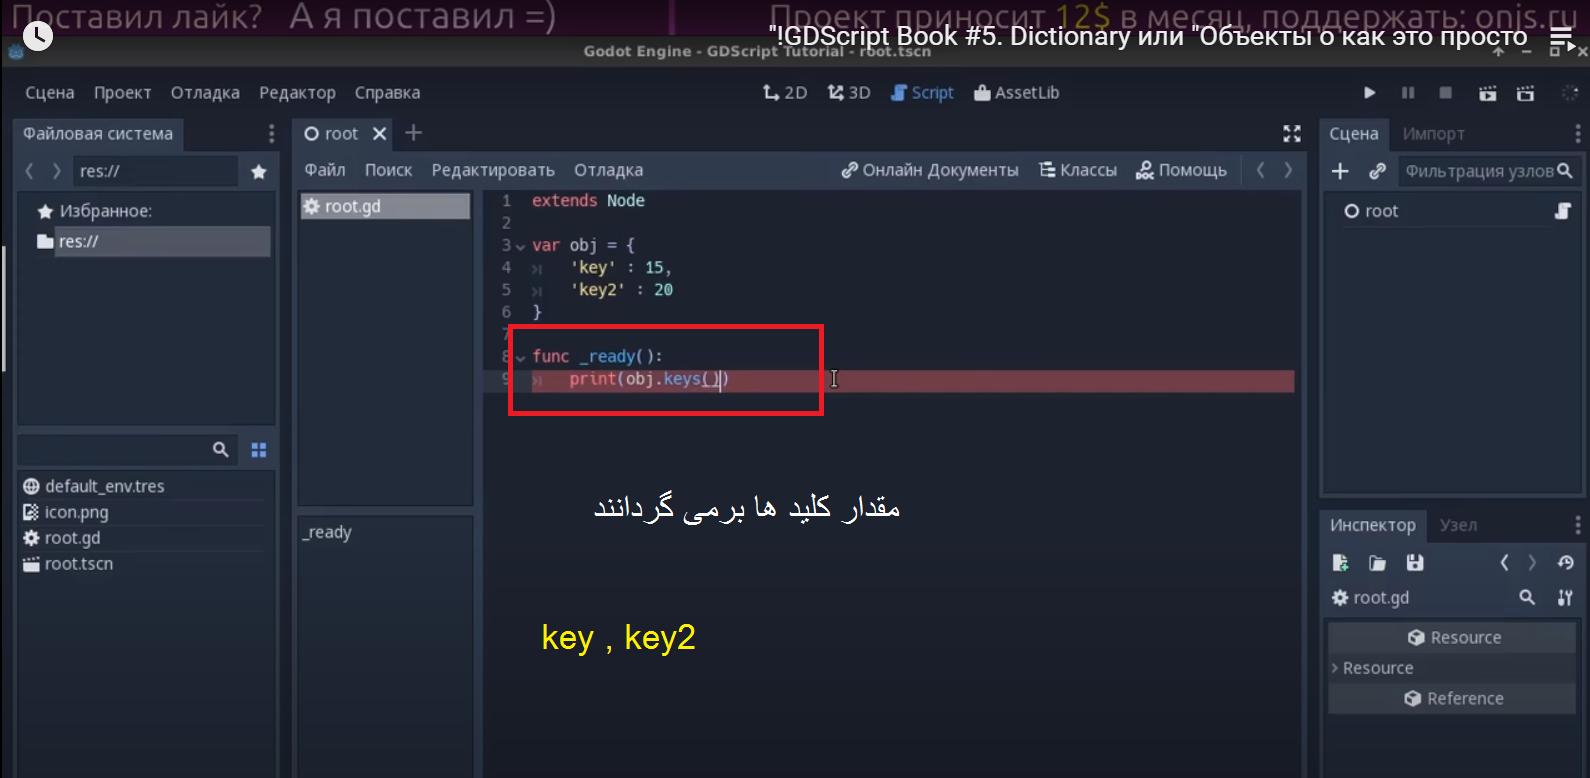 Поставил лайк? А я поставил =)
Проект приносит 12$ в месяц, поддержать: onjs.ru
"!GDScript Book #5. Dictionary или "Объекты о как это просто
Godot Engine - GDScript Tutorial - root.tscn
Сцена Проект Отладка Редактор Справка
2D 3D Script AssetLib
Файловая система
res://
Избранное:
res://
default_env.tres
icon.png
root.gd
root.tscn
root
Файл Поиск Редактировать Отладка
Онлайн Документы Классы Помощь
root.gd
_ready
1 extends Node
2
3 var obj = {
4 'key' : 15,
5 'key2' : 20
6 }
7
8 func _ready():
9 print(obj.keys())
مقدار کلید ها برمی گردانند
key , key2
Сцена Импорт
Фильтрация узлов
root
Инспектор Узел
root.gd
Resource
Resource
Reference